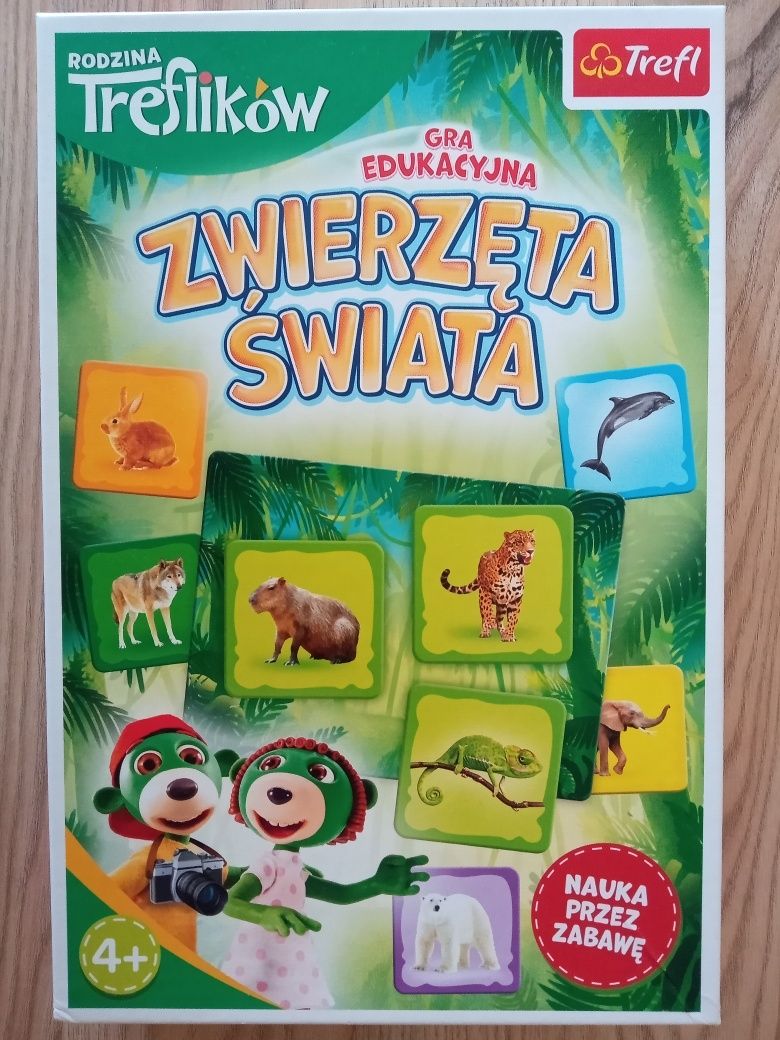 RODZINA
Treflików
Trefl
GRA
EDUKACYJNA
ZWIERZĘTA
ŚWIATA
NAUKA
PRZEZ
ZABAWĘ
4+